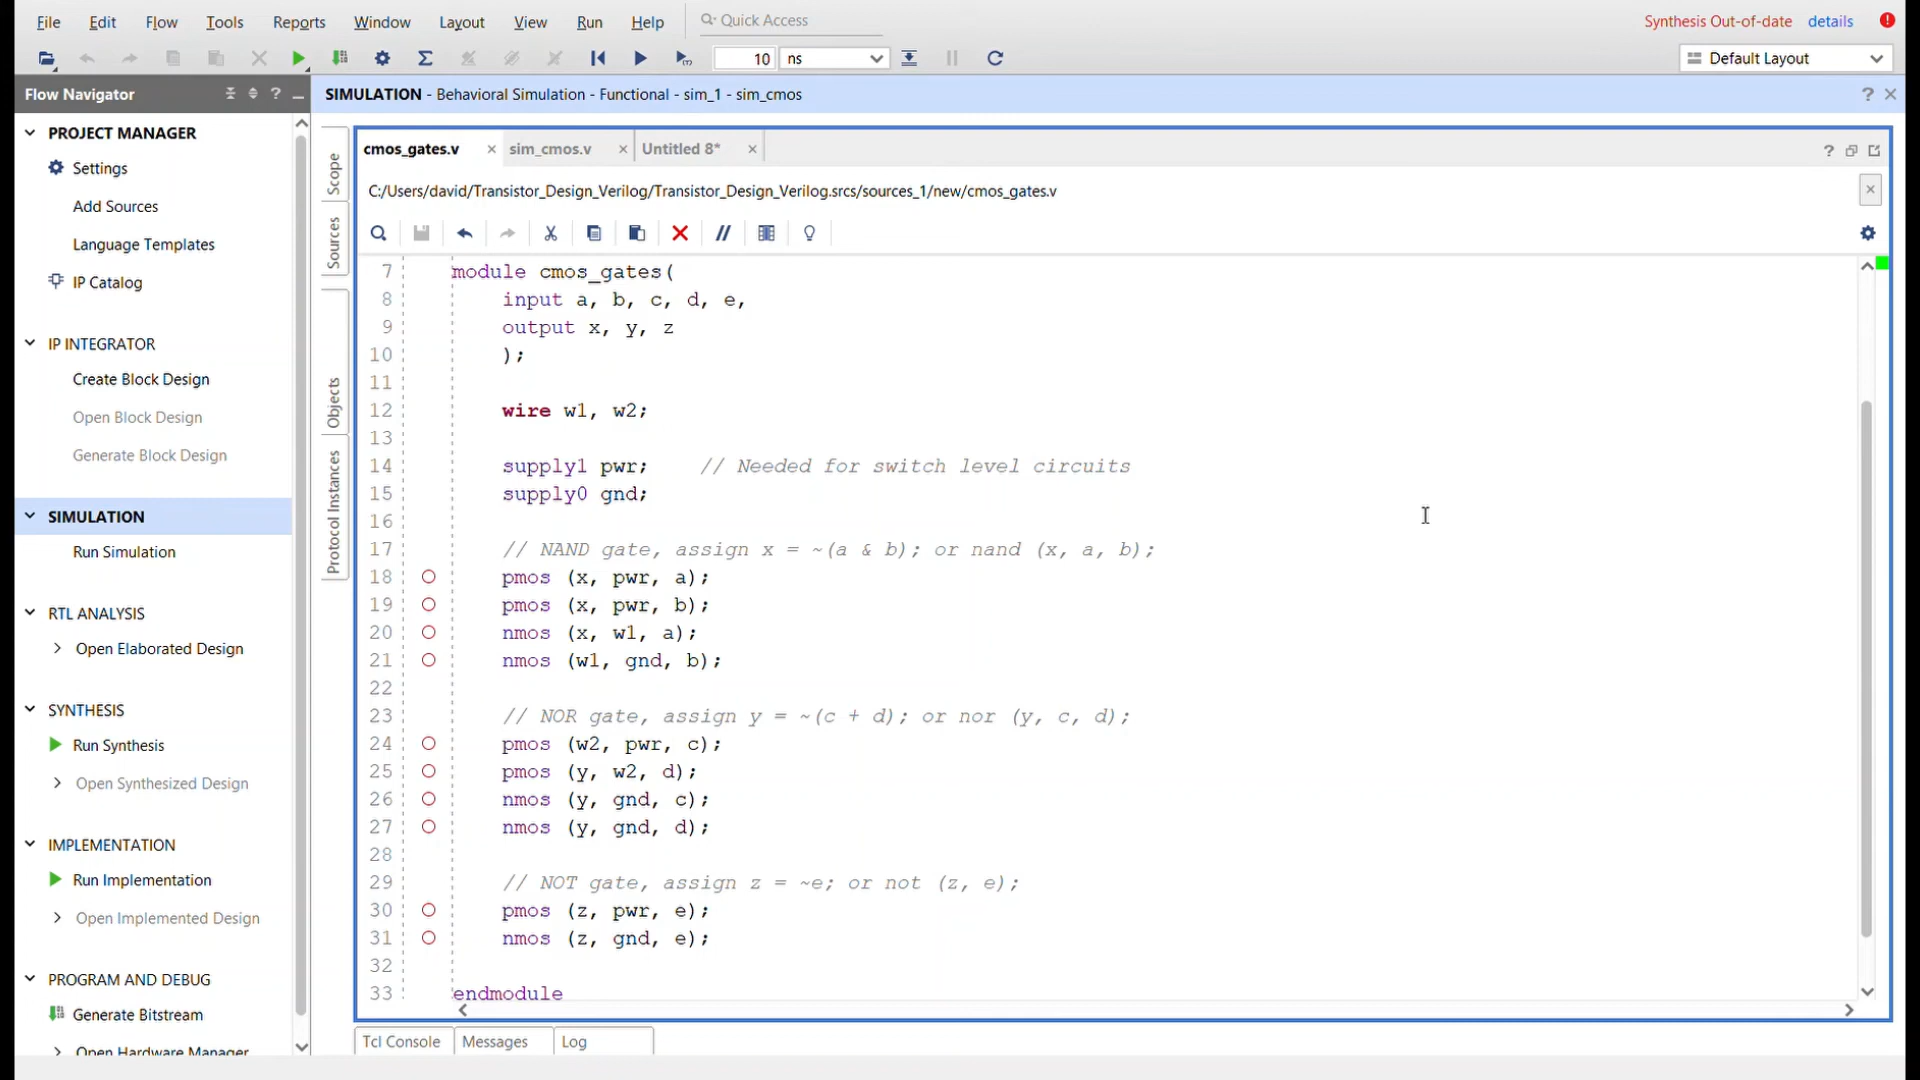 File Edit Flow Tools Reports Window Layout View Run Help Quick Access Synthesis Out-of-date details
10 ns Default Layout
Flow Navigator
SIMULATION - Behavioral Simulation - Functional - sim_1 - sim_cmos
PROJECT MANAGER
Settings
Add Sources
Language Templates
IP Catalog
IP INTEGRATOR
Create Block Design
Open Block Design
Generate Block Design
SIMULATION
Run Simulation
RTL ANALYSIS
Open Elaborated Design
SYNTHESIS
Run Synthesis
Open Synthesized Design
IMPLEMENTATION
Run Implementation
Open Implemented Design
PROGRAM AND DEBUG
Generate Bitstream
Open Hardware Manager
Scope
Sources
Objects
Protocol Instances
cmos_gates.v sim_cmos.v Untitled 8*
C:/Users/david/Transistor_Design_Verilog/Transistor_Design_Verilog.srcs/sources_1/new/cmos_gates.v
7 module cmos_gates(
8 input a, b, c, d, e,
9 output x, y, z
10 );
11
12 wire w1, w2;
13
14 supply1 pwr; // Needed for switch level circuits
15 supply0 gnd;
16
17 // NAND gate, assign x = ~(a & b); or nand (x, a, b);
18 pmos (x, pwr, a);
19 pmos (x, pwr, b);
20 nmos (x, w1, a);
21 nmos (w1, gnd, b);
22
23 // NOR gate, assign y = ~(c + d); or nor (y, c, d);
24 pmos (w2, pwr, c);
25 pmos (y, w2, d);
26 nmos (y, gnd, c);
27 nmos (y, gnd, d);
28
29 // NOT gate, assign z = ~e; or not (z, e);
30 pmos (z, pwr, e);
31 nmos (z, gnd, e);
32
33 endmodule
Tcl Console Messages Log